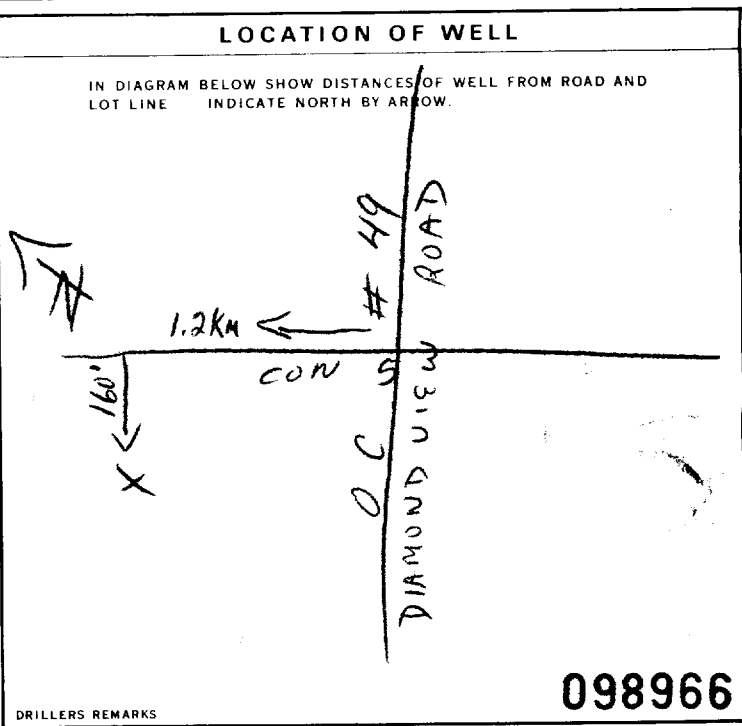 LOCATION OF WELL
IN DIAGRAM BELOW SHOW DISTANCES OF WELL FROM ROAD AND
LOT LINE INDICATE NORTH BY ARROW.
N
1.2KM
160'
X
CON 5
OC # 49
DIAMOND VIEW ROAD
098966
DRILLERS REMARKS